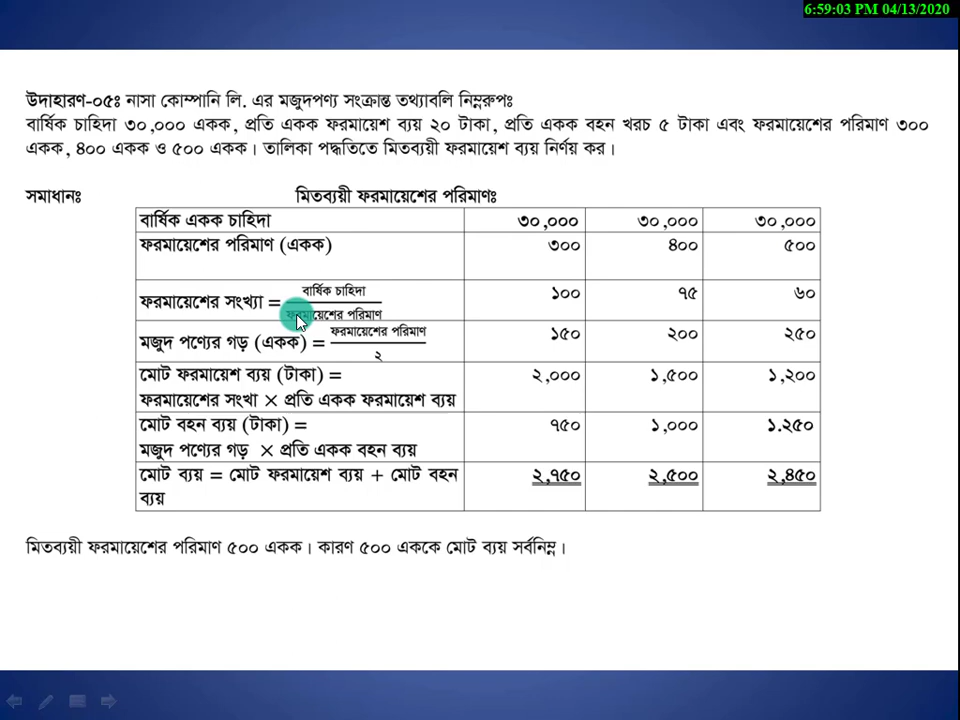 6:59:03 PM 04/13/2020
উদাহারণ-০৫ঃ নাসা কোম্পানি লি. এর মজুদপণ্য সংক্রান্ত তথ্যাবলি নিম্নরুপঃ
বার্ষিক চাহিদা ৩০,০০০ একক, প্রতি একক ফরমায়েশ ব্যয় ২০ টাকা, প্রতি একক বহন খরচ ৫ টাকা এবং ফরমায়েশের পরিমাণ ৩০০
একক, ৪০০ একক ও ৫০০ একক। তালিকা পদ্ধতিতে মিতব্যয়ী ফরমায়েশ ব্যয় নির্ণয় কর।
সমাধানঃ মিতব্যয়ী ফরমায়েশের পরিমাণঃ
বার্ষিক একক চাহিদা ৩০,০০০ ৩০,০০০ ৩০,০০০
ফরমায়েশের পরিমাণ (একক) ৩০০ ৪০০ ৫০০
ফরমায়েশের সংখ্যা = বার্ষিক চাহিদা / ফরমায়েশের পরিমাণ ১০০ ৭৫ ৬০
মজুদ পণ্যের গড় (একক) = ফরমায়েশের পরিমাণ / ২ ১৫০ ২০০ ২৫০
মোট ফরমায়েশ ব্যয় (টাকা) = ২,০০০ ১,৫০০ ১,২০০
ফরমায়েশের সংখা × প্রতি একক ফরমায়েশ ব্যয়
মোট বহন ব্যয় (টাকা) = ৭৫০ ১,০০০ ১.২৫০
মজুদ পণ্যের গড় × প্রতি একক বহন ব্যয়
মোট ব্যয় = মোট ফরমায়েশ ব্যয় + মোট বহন ২,৭৫০ ২,৫০০ ২,৪৫০
ব্যয়
মিতব্যয়ী ফরমায়েশের পরিমাণ ৫০০ একক। কারণ ৫০০ এককে মোট ব্যয় সর্বনিম্ন।